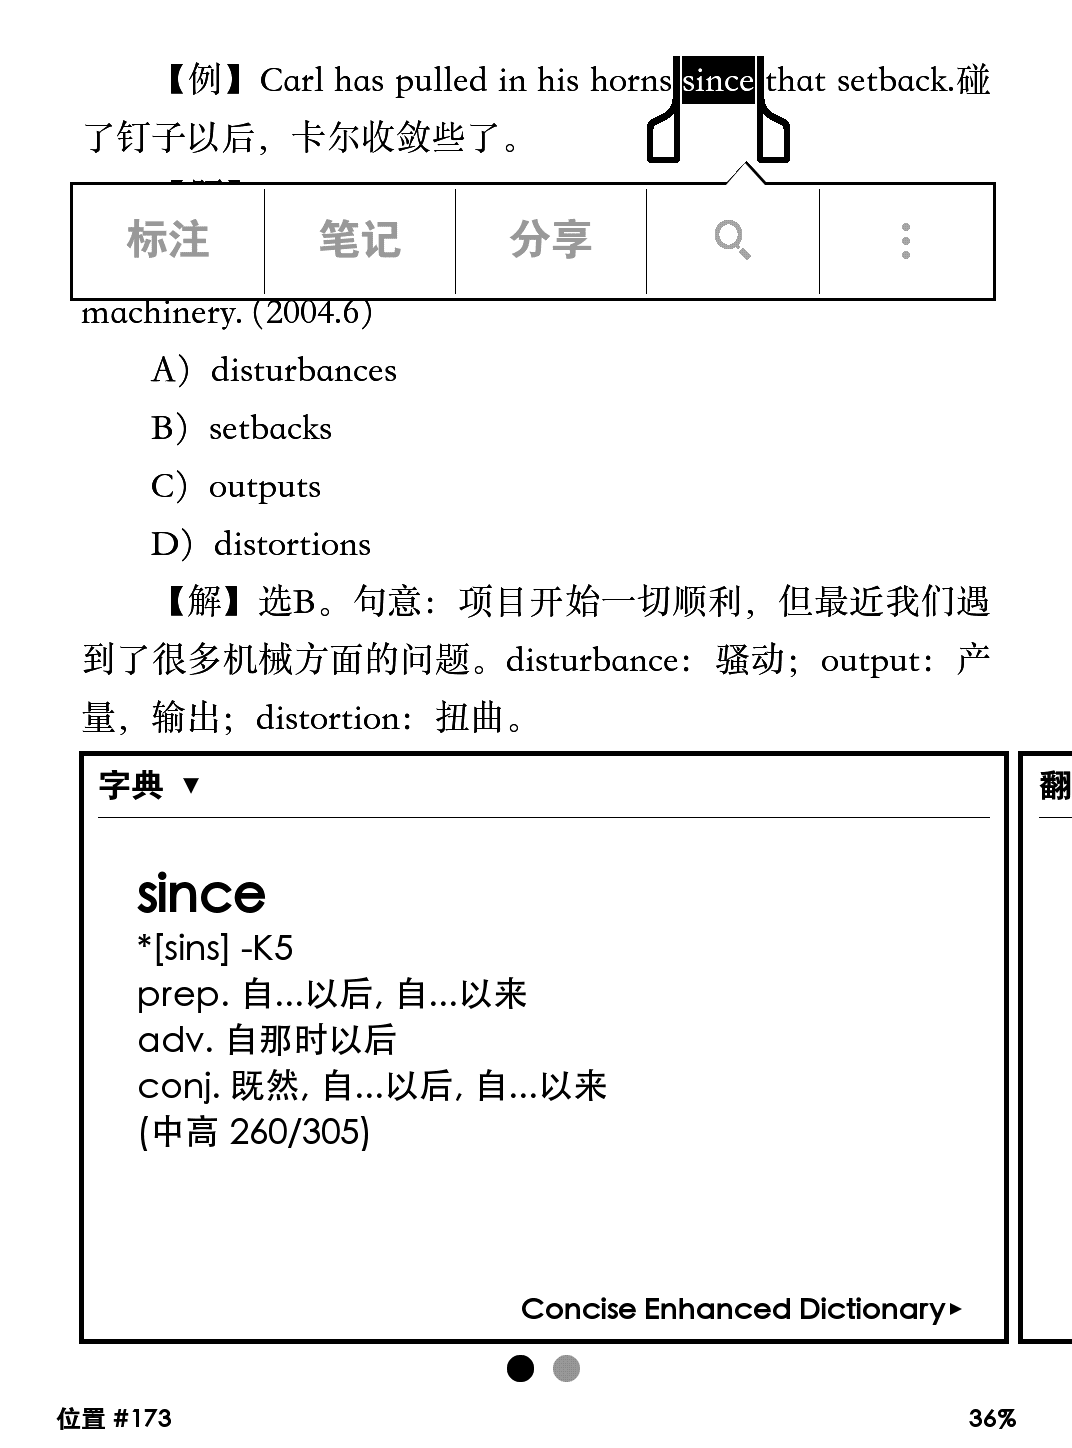 【例】Carl has pulled in his horns since that setback.碰
了钉子以后，卡尔收敛些了。
标注 笔记 分享
machinery.（2004.6）
A）disturbances
B）setbacks
C）outputs
D）distortions
【解】选B。句意：项目开始一切顺利，但最近我们遇
到了很多机械方面的问题。disturbance：骚动；output：产
量，输出；distortion：扭曲。
字典 ▼
翻
since
*[sins] -K5
prep. 自...以后, 自...以来
adv. 自那时以后
conj. 既然, 自...以后, 自...以来
(中高 260/305)
Concise Enhanced Dictionary▸
位置 #173
36%